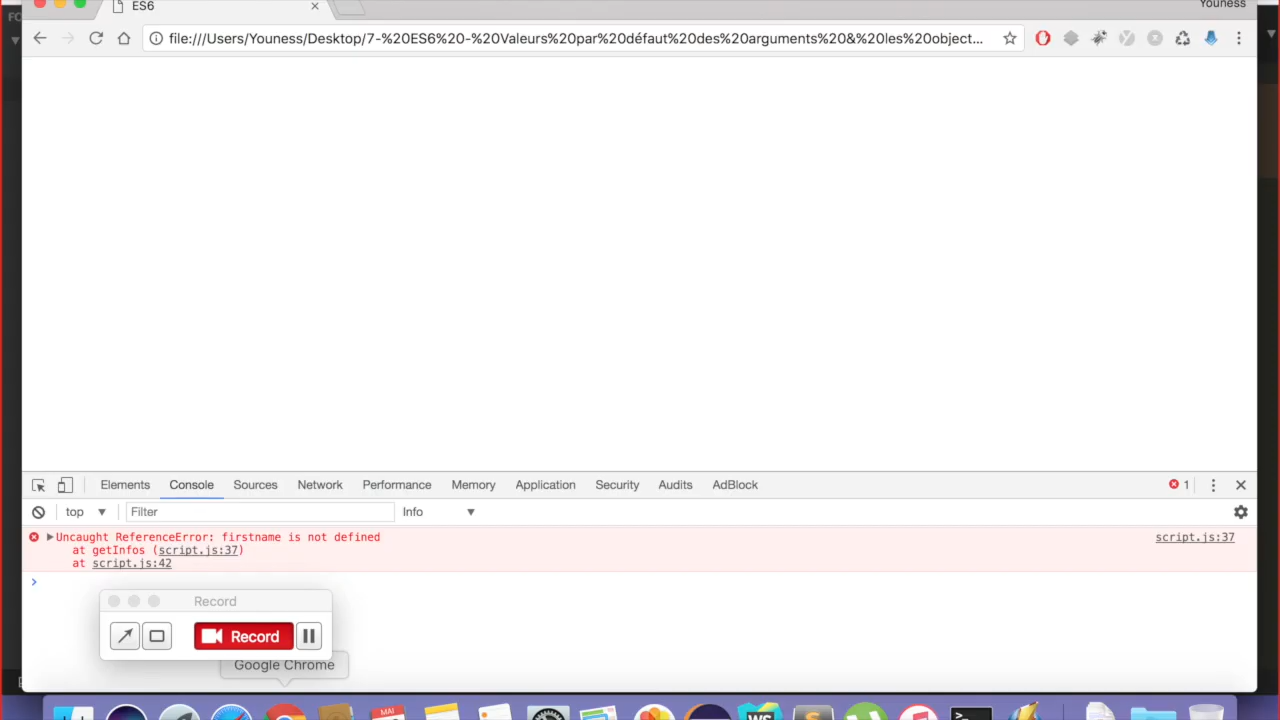 Youness
ES6
file:///Users/Youness/Desktop/7-%20ES6%20-%20Valeurs%20par%20défaut%20des%20arguments%20&%20les%20object...
Elements Console Sources Network Performance Memory Application Security Audits AdBlock 1
top Filter Info
Uncaught ReferenceError: firstname is not defined script.js:37
at getInfos (script.js:37)
at script.js:42
Record
Record
Google Chrome
MAI
WS